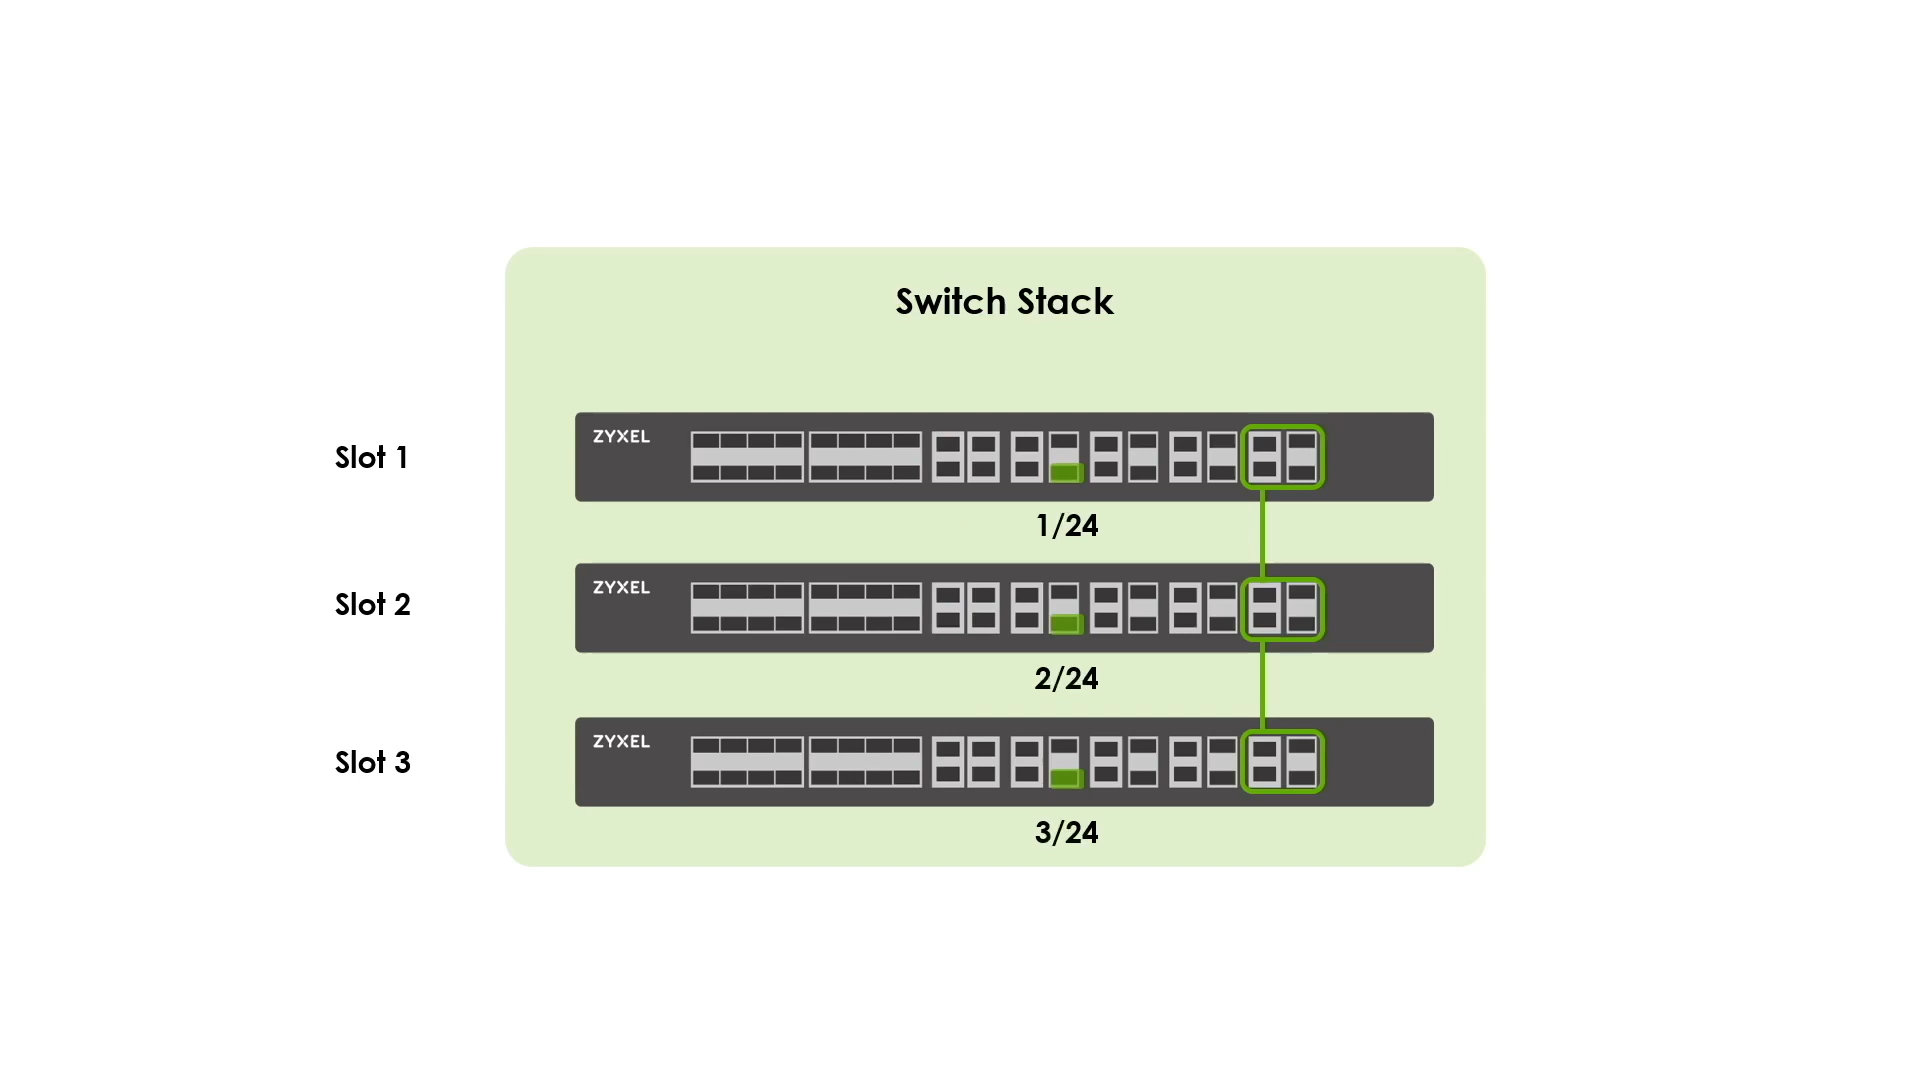 Switch Stack
Slot 1
ZYXEL
1/24
Slot 2
ZYXEL
2/24
Slot 3
ZYXEL
3/24